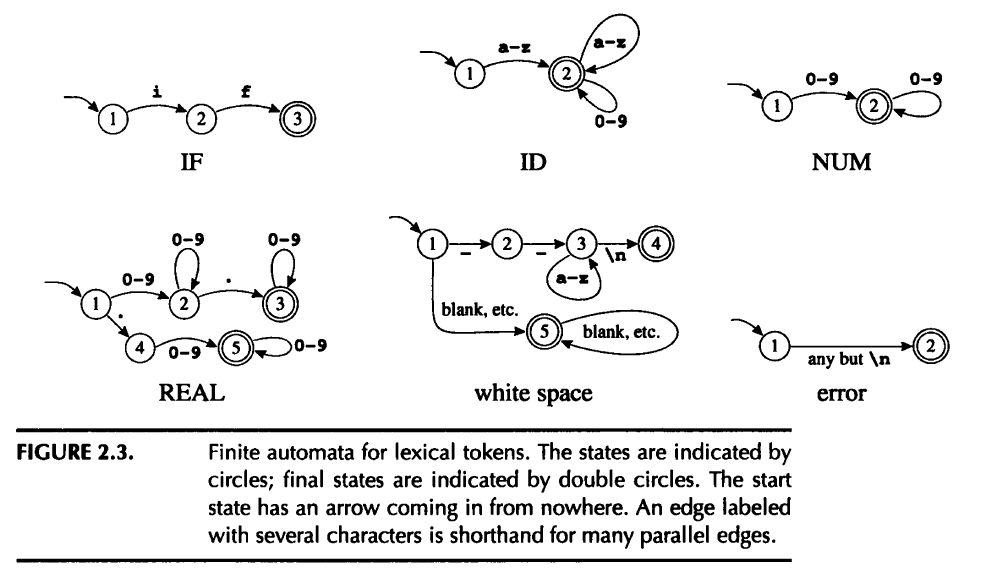 a-z
a-z
1
2
0-9
IF
i
f
1
2
3
ID
0-9
0-9
1
2
NUM
0-9
0-9
0-9
.
1
2
3
.
4
0-9
5
0-9
REAL
1
2
3
4
-
-
\n
a-z
blank, etc.
5
blank, etc.
white space
1
2
any but \n
error
FIGURE 2.3.
Finite automata for lexical tokens. The states are indicated by
circles; final states are indicated by double circles. The start
state has an arrow coming in from nowhere. An edge labeled
with several characters is shorthand for many parallel edges.